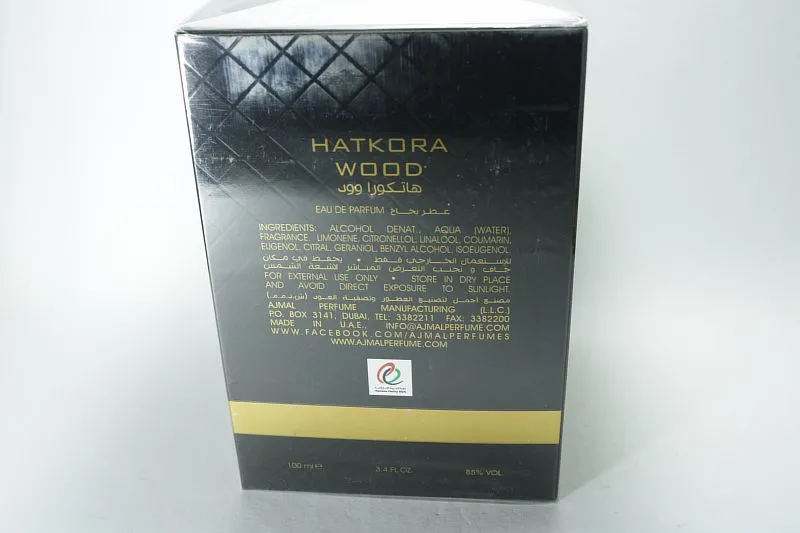 HATKORA
WOOD
هاتكورا وود
EAU DE PARFUM عطر بخاخ
INGREDIENTS: ALCOHOL DENAT., AQUA (WATER),
FRAGRANCE, LIMONENE, CITRONELLOL, LINALOOL, COUMARIN,
EUGENOL, CITRAL, GERANIOL, BENZYL ALCOHOL, ISOEUGENOL
للإستعمال الخارجي فقط • يحفظ في مكان
جاف و تجنب التعرض المباشر لأشعة الشمس
FOR EXTERNAL USE ONLY • STORE IN DRY PLACE
AND AVOID DIRECT EXPOSURE TO SUNLIGHT.
مصنع أجمل لتصنيع العطور وتصفية العود (ش.ذ.م.م)
AJMAL PERFUME MANUFACTURING (L.L.C.)
P.O. BOX 3141, DUBAI, TEL: 3382211 FAX: 3382200
MADE IN U.A.E., INFO@AJMALPERFUME.COM
WWW.FACEBOOK.COM/AJMALPERFUMES
WWW.AJMALPERFUME.COM
100 ml e 3.4 FL.OZ. 85% VOL.